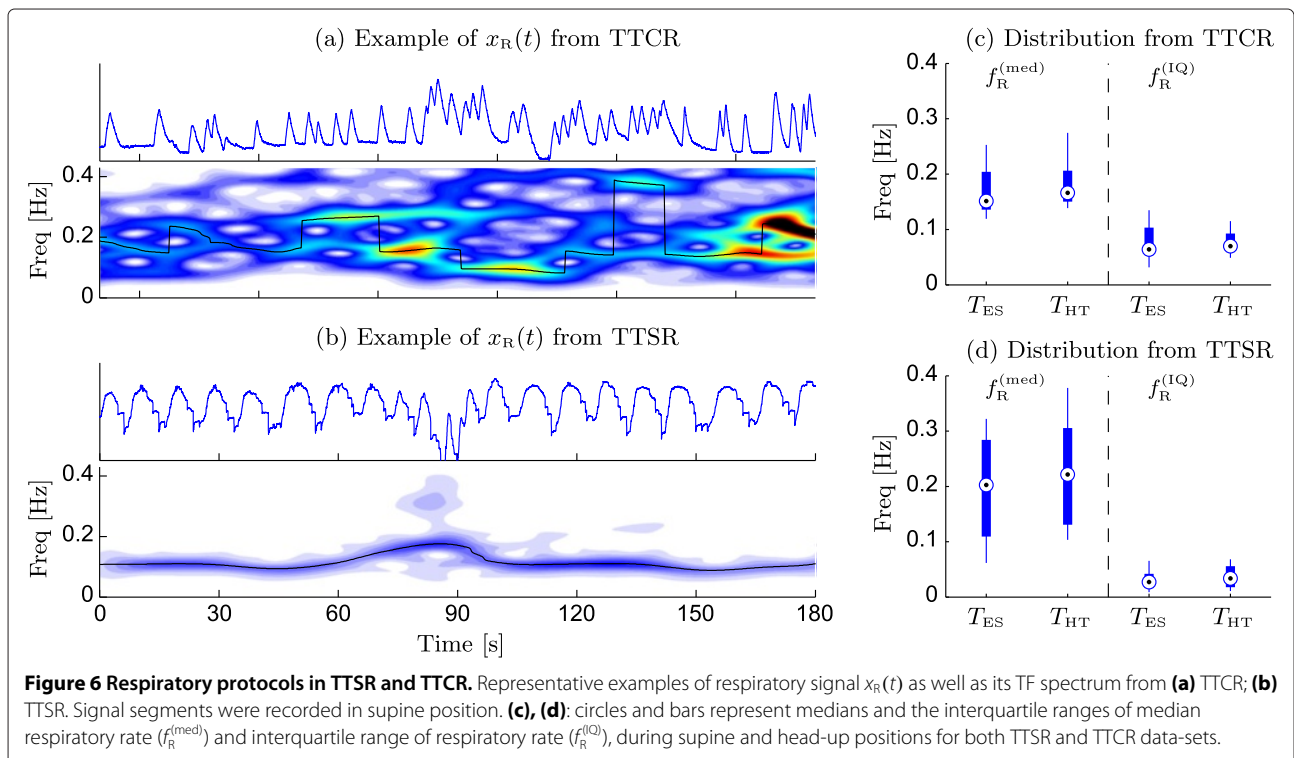 (a) Example of x_R(t) from TTCR
Freq [Hz]
0.4
0.2
0
(b) Example of x_R(t) from TTSR
Freq [Hz]
0.4
0.2
0
0 30 60 90 120 150 180
Time [s]
(c) Distribution from TTCR
f_R^(med) f_R^(IQ)
Freq [Hz]
0.4
0.3
0.2
0.1
0
T_ES T_HT T_ES T_HT
(d) Distribution from TTSR
f_R^(med) f_R^(IQ)
Freq [Hz]
0.4
0.3
0.2
0.1
0
T_ES T_HT T_ES T_HT
Figure 6 Respiratory protocols in TTSR and TTCR. Representative examples of respiratory signal x_R(t) as well as its TF spectrum from (a) TTCR; (b)
TTSR. Signal segments were recorded in supine position. (c), (d): circles and bars represent medians and the interquartile ranges of median
respiratory rate (f_R^(med)) and interquartile range of respiratory rate (f_R^(IQ)), during supine and head-up positions for both TTSR and TTCR data-sets.